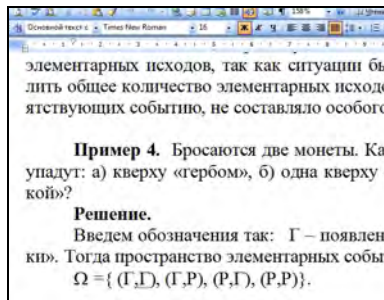 Основной текст с
Times New Roman
16
Ж К Ч
150%
элементарных исходов, так как ситуации бы
лить общее количество элементарных исходо
ятствующих событию, не составляло особого
Пример 4. Бросаются две монеты. Ка
упадут: а) кверху «гербом», б) одна кверху
кой»?
Решение.
Введем обозначения так: Г – появлен
ки». Тогда пространство элементарных собы
Ω ={ (Г,Г), (Г,Р), (Р,Г), (Р,Р)}.